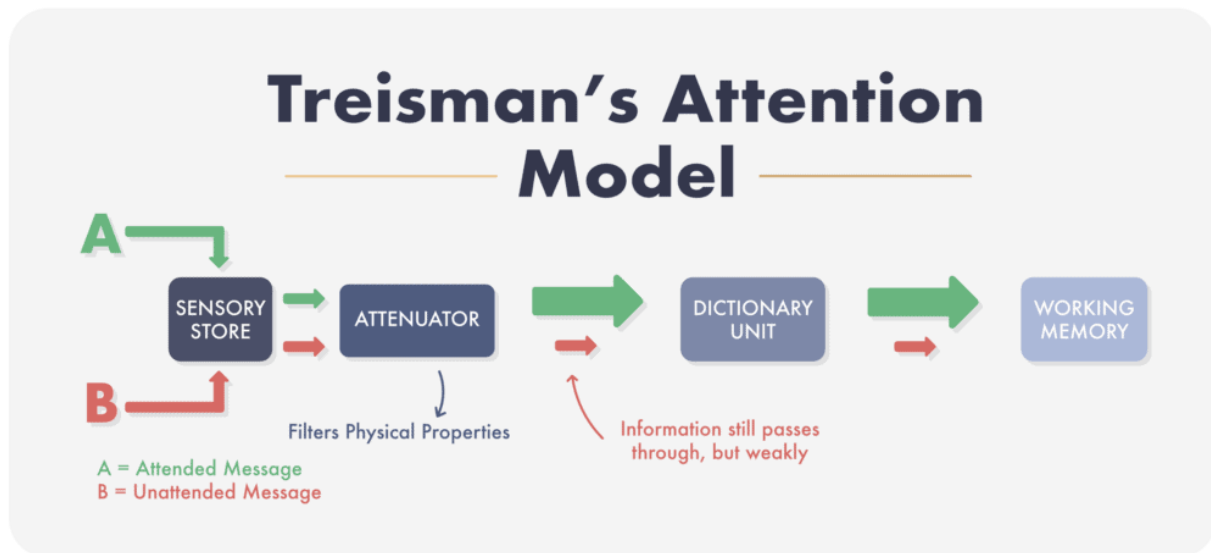 Treisman's Attention
Model
A
SENSORY
STORE
ATTENUATOR
DICTIONARY
UNIT
WORKING
MEMORY
B
Filters Physical Properties
Information still passes
through, but weakly
A = Attended Message
B = Unattended Message